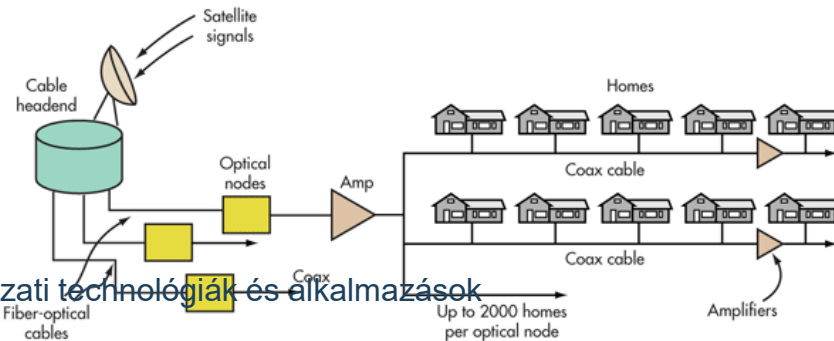 Satellite
signals
Cable
headend
Homes
Optical
nodes
Amp
Coax cable
Coax cable
Coax
zati technológiák és alkalmazások
Fiber-optical
cables
Up to 2000 homes
per optical node
Amplifiers